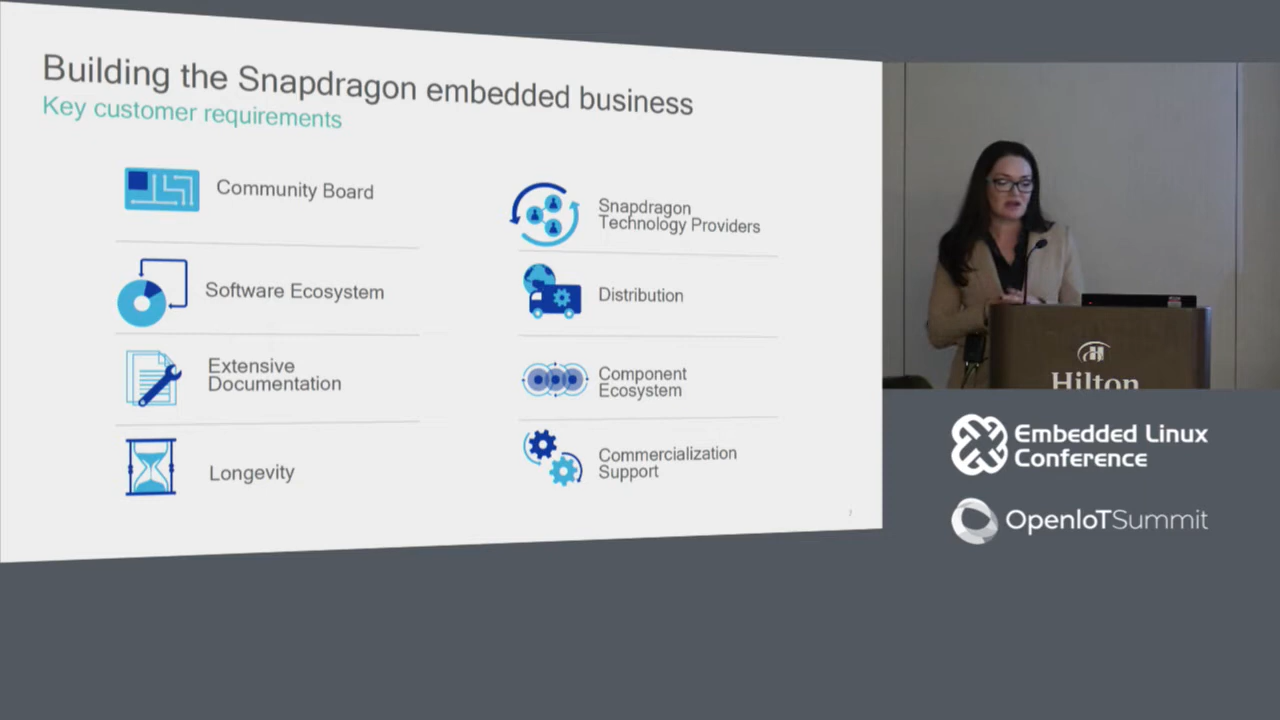 Building the Snapdragon embedded business
Key customer requirements
Community Board
Software Ecosystem
Extensive
Documentation
Longevity
Snapdragon
Technology Providers
Distribution
Component
Ecosystem
Commercialization
Support
Hilton
Embedded Linux
Conference
OpenIoTSummit